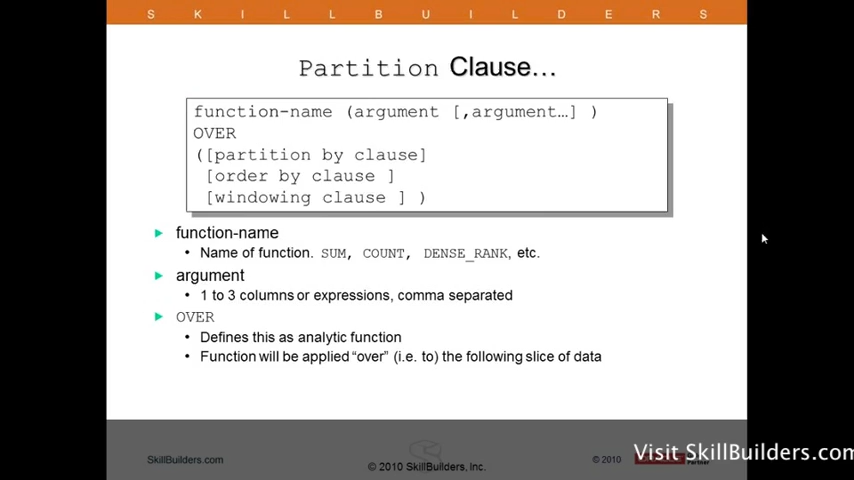 S K I L L B U I L D E R S
Partition Clause…
function-name (argument [,argument…] )
OVER
([partition by clause]
[order by clause ]
[windowing clause ] )
function-name
• Name of function. SUM, COUNT, DENSE_RANK, etc.
argument
• 1 to 3 columns or expressions, comma separated
OVER
• Defines this as analytic function
• Function will be applied “over” (i.e. to) the following slice of data
SkillBuilders.com
© 2010 SkillBuilders, Inc.
© 2010
Partner
Visit SkillBuilders.com